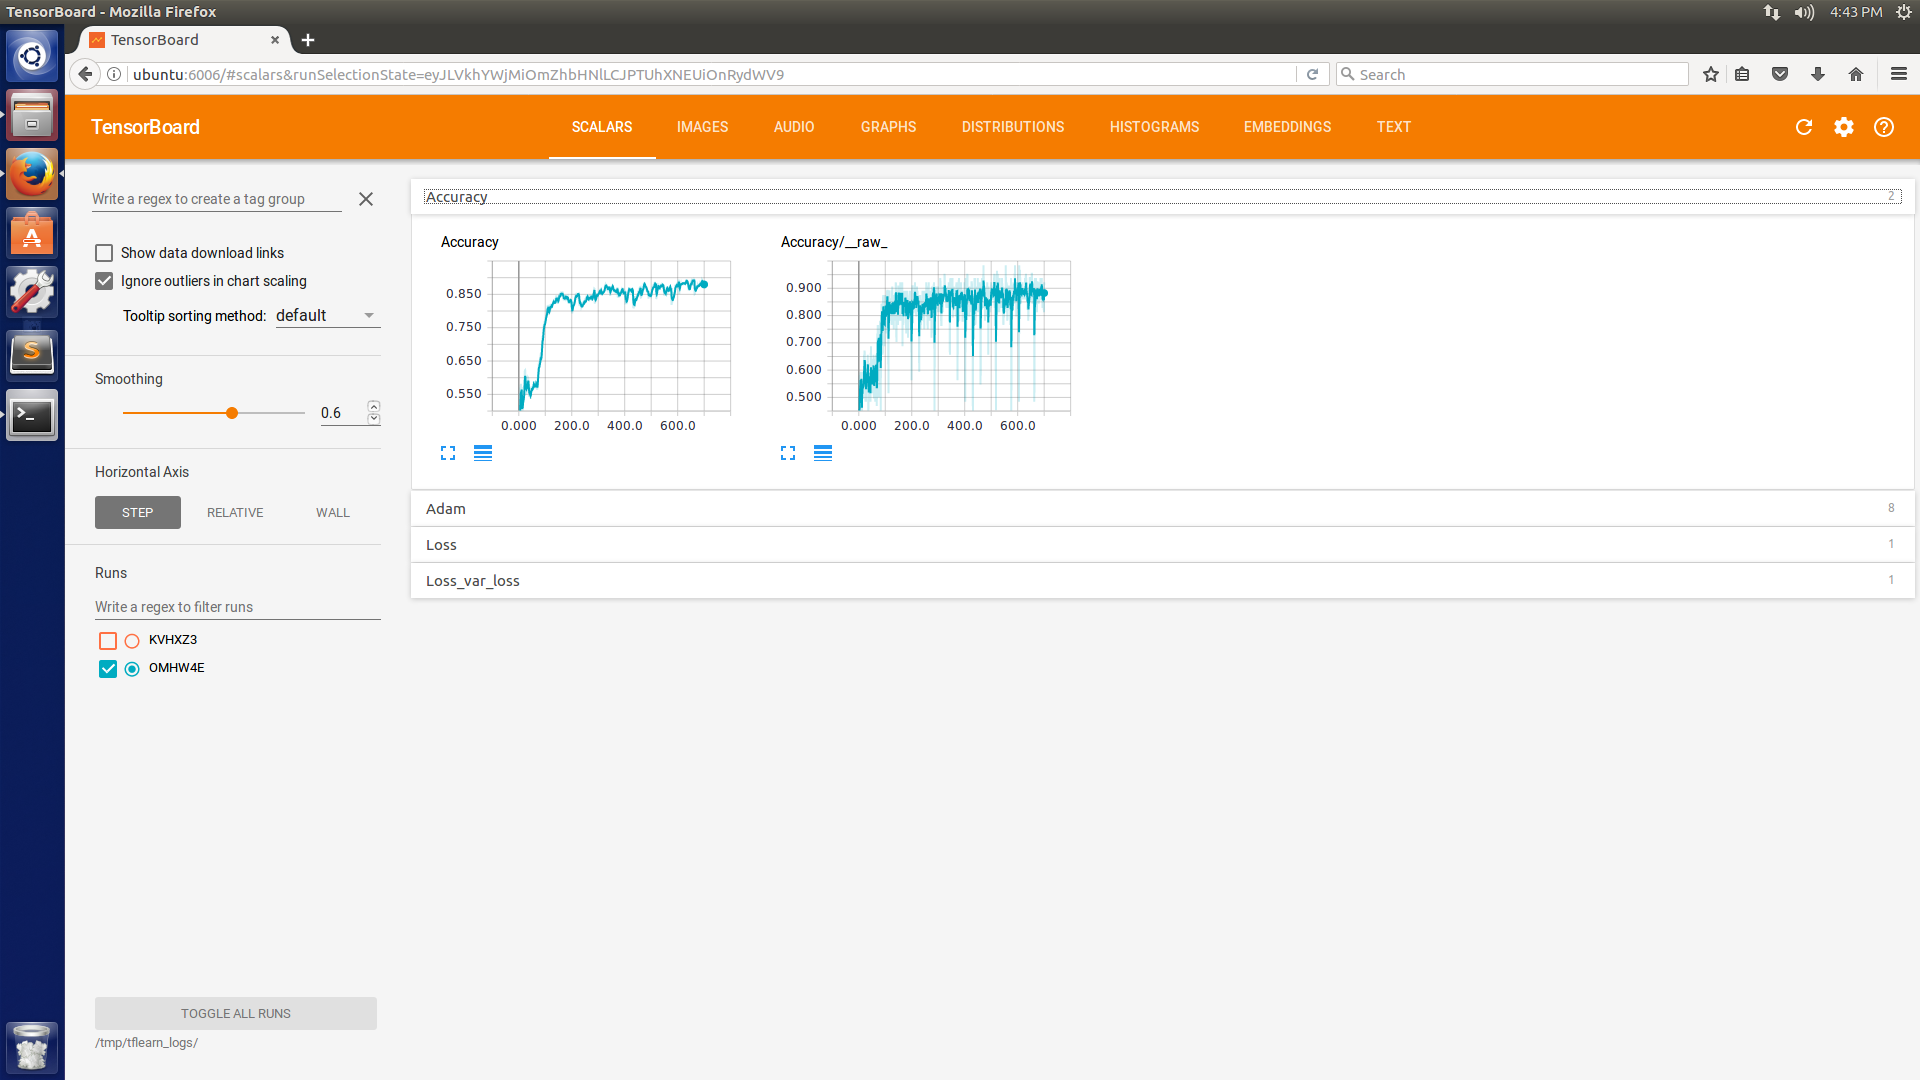 TensorBoard - Mozilla Firefox
4:43 PM
TensorBoard
ubuntu:6006/#scalars&runSelectionState=eyJLVkhYWjMiOmZhbHNlLCJPTUhXNEUiOnRydWV9
Search
TensorBoard
SCALARS IMAGES AUDIO GRAPHS DISTRIBUTIONS HISTOGRAMS EMBEDDINGS TEXT
Write a regex to create a tag group
Show data download links
Ignore outliers in chart scaling
Tooltip sorting method: default
Smoothing
0.6
Horizontal Axis
STEP RELATIVE WALL
Runs
Write a regex to filter runs
KVHXZ3
OMHW4E
TOGGLE ALL RUNS
/tmp/tflearn_logs/
Accuracy 2
Accuracy
0.850
0.750
0.650
0.550
0.000 200.0 400.0 600.0
Accuracy/__raw_
0.900
0.800
0.700
0.600
0.500
0.000 200.0 400.0 600.0
Adam 8
Loss 1
Loss_var_loss 1